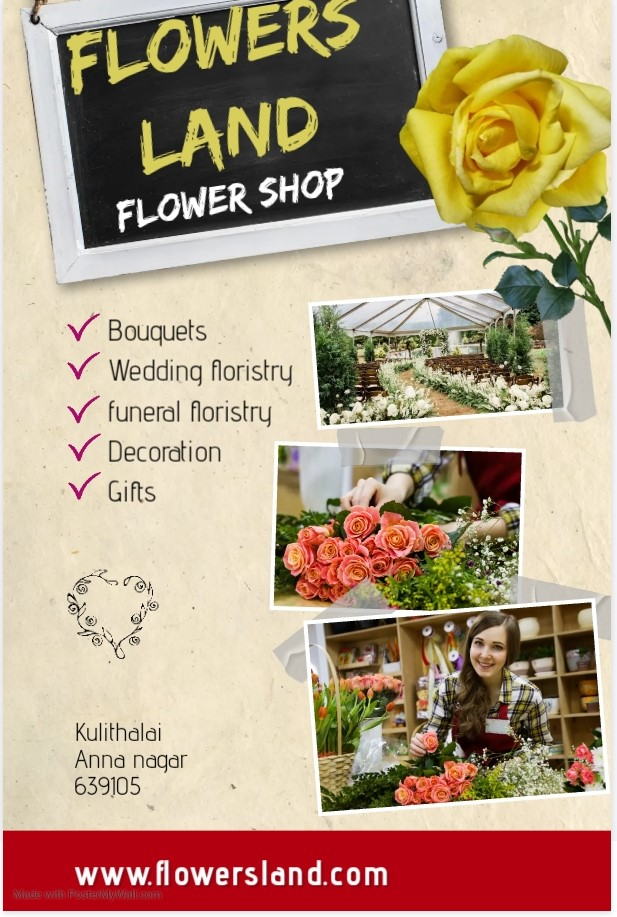 FLOWERS
LAND
FLOWER SHOP
Bouquets
Wedding floristry
funeral floristry
Decoration
Gifts
Kulithalai
Anna nagar
639105
www.flowersland.com
Made with PosterMyWall.com